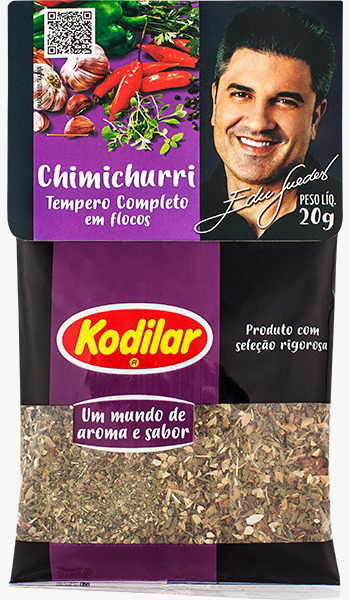 Chimichurri
Tempero Completo
em flocos
Edu Guedes
PESO LÍQ.
20g
Kodilar
®
Produto com
seleção rigorosa
Um mundo de
aroma e sabor